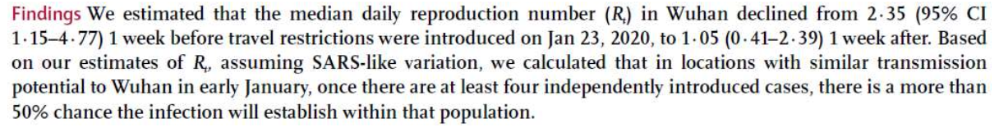 Findings We estimated that the median daily reproduction number (Rt) in Wuhan declined from 2·35 (95% CI
1·15–4·77) 1 week before travel restrictions were introduced on Jan 23, 2020, to 1·05 (0·41–2·39) 1 week after. Based
on our estimates of Rt, assuming SARS-like variation, we calculated that in locations with similar transmission
potential to Wuhan in early January, once there are at least four independently introduced cases, there is a more than
50% chance the infection will establish within that population.